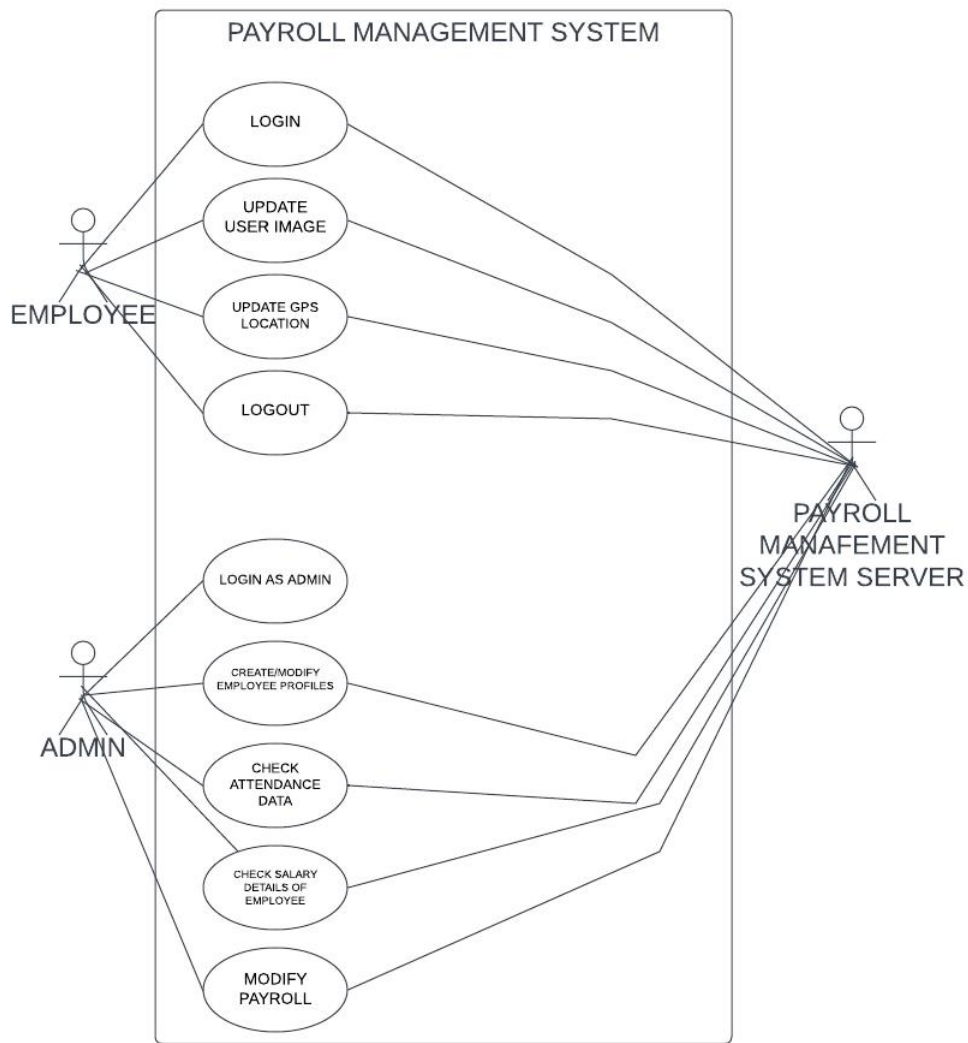 PAYROLL MANAGEMENT SYSTEM
LOGIN
UPDATE
USER IMAGE
UPDATE GPS
LOCATION
EMPLOYEE
LOGOUT
PAYROLL
MANAFEMENT
SYSTEM SERVER
LOGIN AS ADMIN
CREATE/MODIFY
EMPLOYEE PROFILES
ADMIN
CHECK
ATTENDANCE
DATA
CHECK SALARY
DETAILS OF
EMPLOYEE
MODIFY
PAYROLL